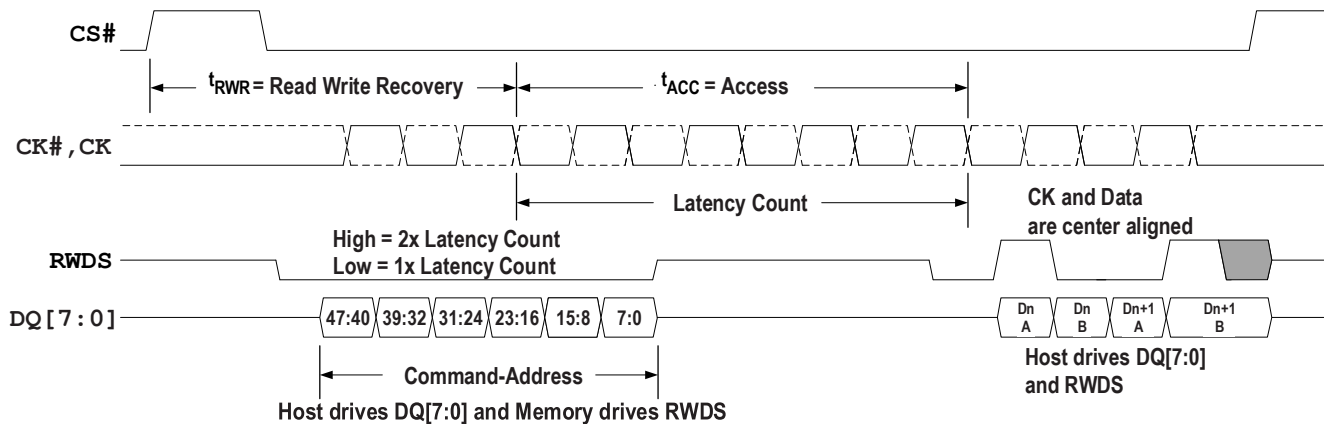 CS#
tRWR = Read Write Recovery
tACC = Access
CK#,CK
Latency Count
CK and Data
are center aligned
High = 2x Latency Count
Low = 1x Latency Count
RWDS
DQ[7:0]
47:40 39:32 31:24 23:16 15:8 7:0
Dn Dn Dn+1 Dn+1
A B A B
Command-Address
Host drives DQ[7:0]
and RWDS
Host drives DQ[7:0] and Memory drives RWDS